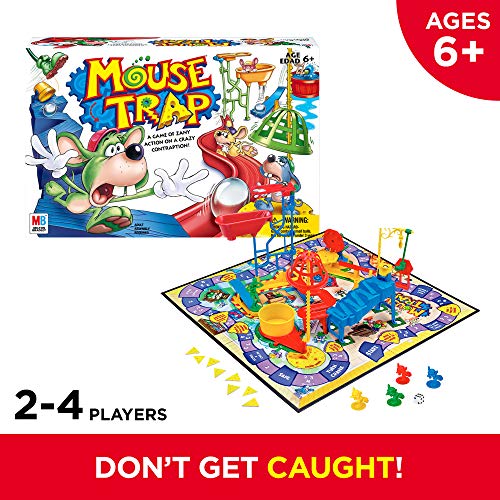 AGES
6+
MOUSE
TRAP
AGE
EDAD 6+
A GAME OF ZANY
ACTION ON A CRAZY
CONTRAPTION!
MB
WARNING:
2-4 PLAYERS
DON'T GET CAUGHT!